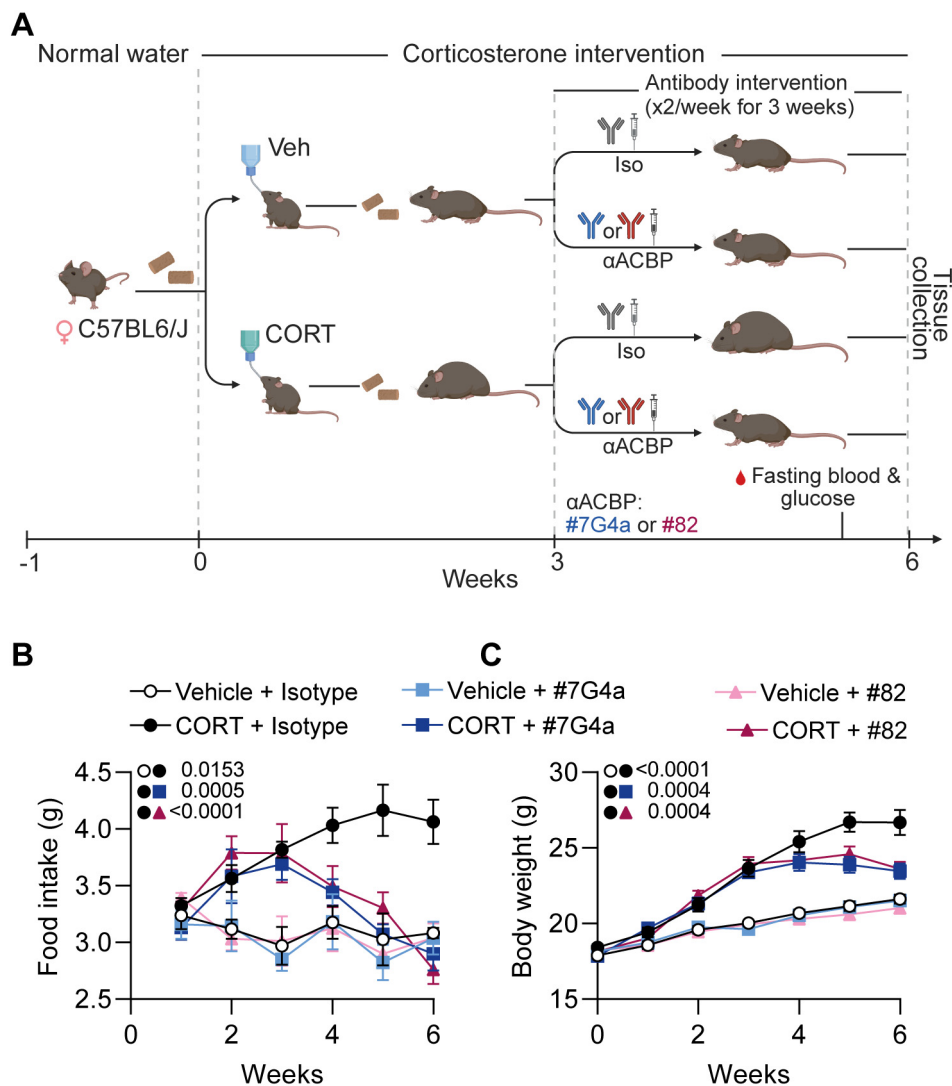 A
Normal water
Corticosterone intervention
Antibody intervention
(x2/week for 3 weeks)
Veh
Iso
or
αACBP
♀ C57BL6/J
CORT
Iso
or
αACBP
Tissue
collection
Fasting blood &
glucose
αACBP:
#7G4a or #82
-1 0 3 6
Weeks
B
C
Vehicle + Isotype
Vehicle + #7G4a
Vehicle + #82
CORT + Isotype
CORT + #7G4a
CORT + #82
0.0153
0.0005
<0.0001
4.5
4.0
3.5
3.0
2.5
Food intake (g)
0 2 4 6
Weeks
<0.0001
0.0004
0.0004
30
25
20
15
Body weight (g)
0 2 4 6
Weeks